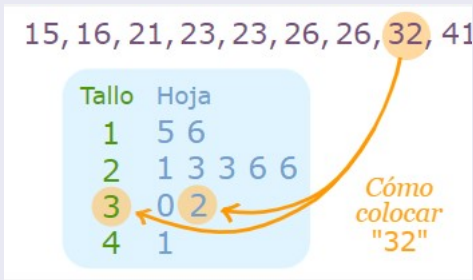 15, 16, 21, 23, 23, 26, 26, 32, 41
Tallo Hoja
1 5 6
2 1 3 3 6 6
3 0 2
4 1
Cómo
colocar
"32"